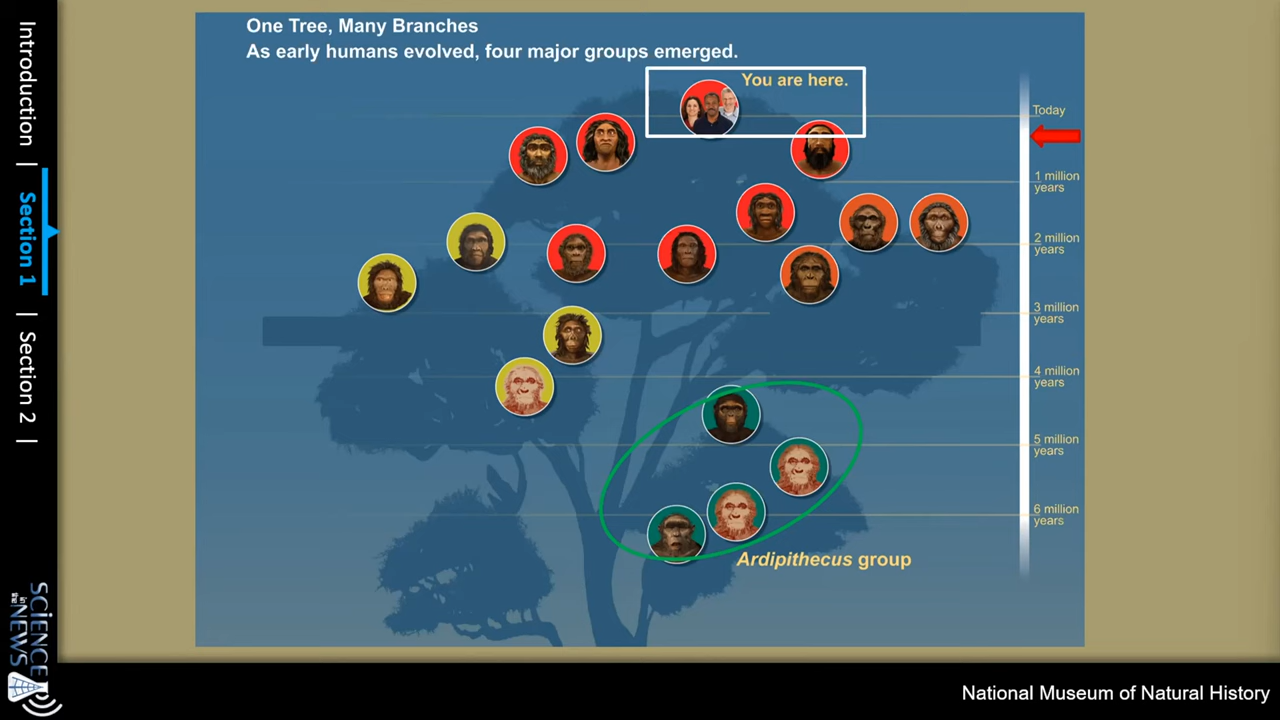 One Tree, Many Branches
As early humans evolved, four major groups emerged.
You are here.
Today
1 million
years
2 million
years
3 million
years
4 million
years
5 million
years
6 million
years
Ardipithecus group
Introduction |
Section 1
| Section 2 |
SCIENCE
in the
NEWS
National Museum of Natural History